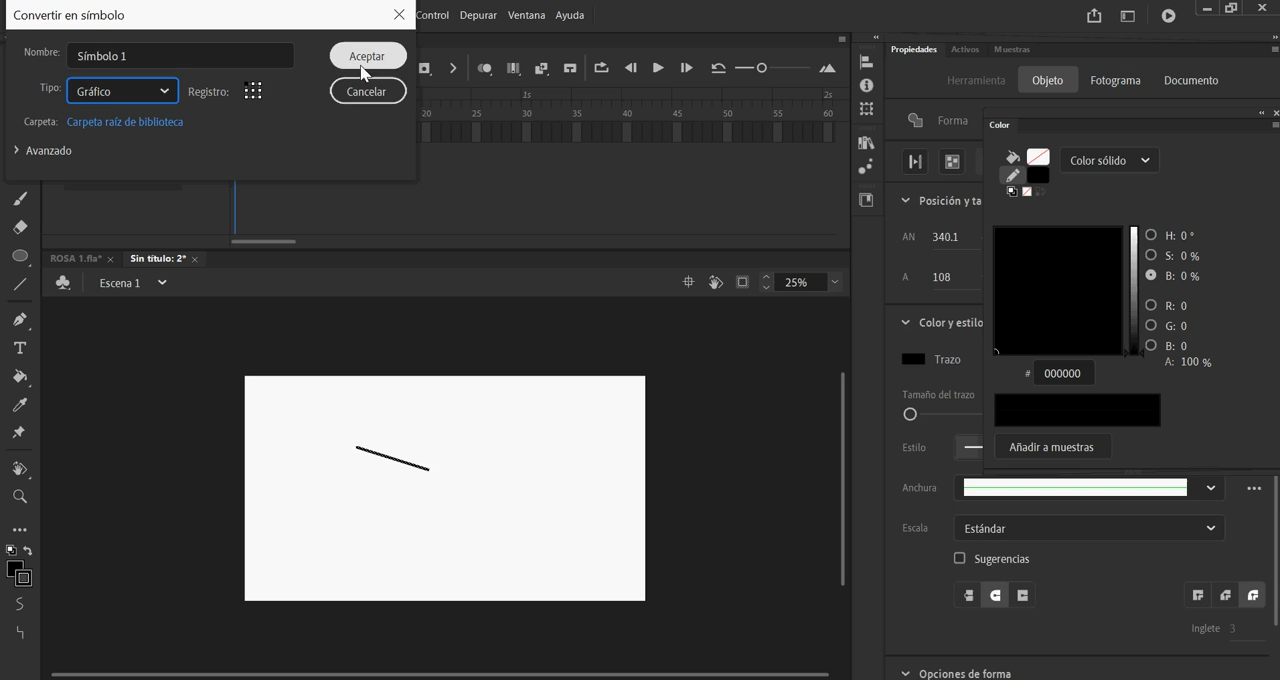 Convertir en símbolo
Control Depurar Ventana Ayuda
Nombre: Símbolo 1 Aceptar
Tipo: Gráfico Registro: Cancelar
Carpeta: Carpeta raíz de biblioteca
Avanzado
1s 2s
20 25 30 35 40 45 50 55 60
ROSA 1.fla* Sin título: 2*
Escena 1 25%
Propiedades Activos Muestras
Herramienta Objeto Fotograma Documento
Forma
Posición y ta
AN 340.1
A 108
Color y estilo
Trazo
Tamaño del trazo
Estilo
Color
Color sólido
H: 0 °
S: 0 %
B: 0 %
R: 0
G: 0
B: 0
A: 100 %
# 000000
Añadir a muestras
Anchura
Escala Estándar
Sugerencias
Inglete 3
Opciones de forma